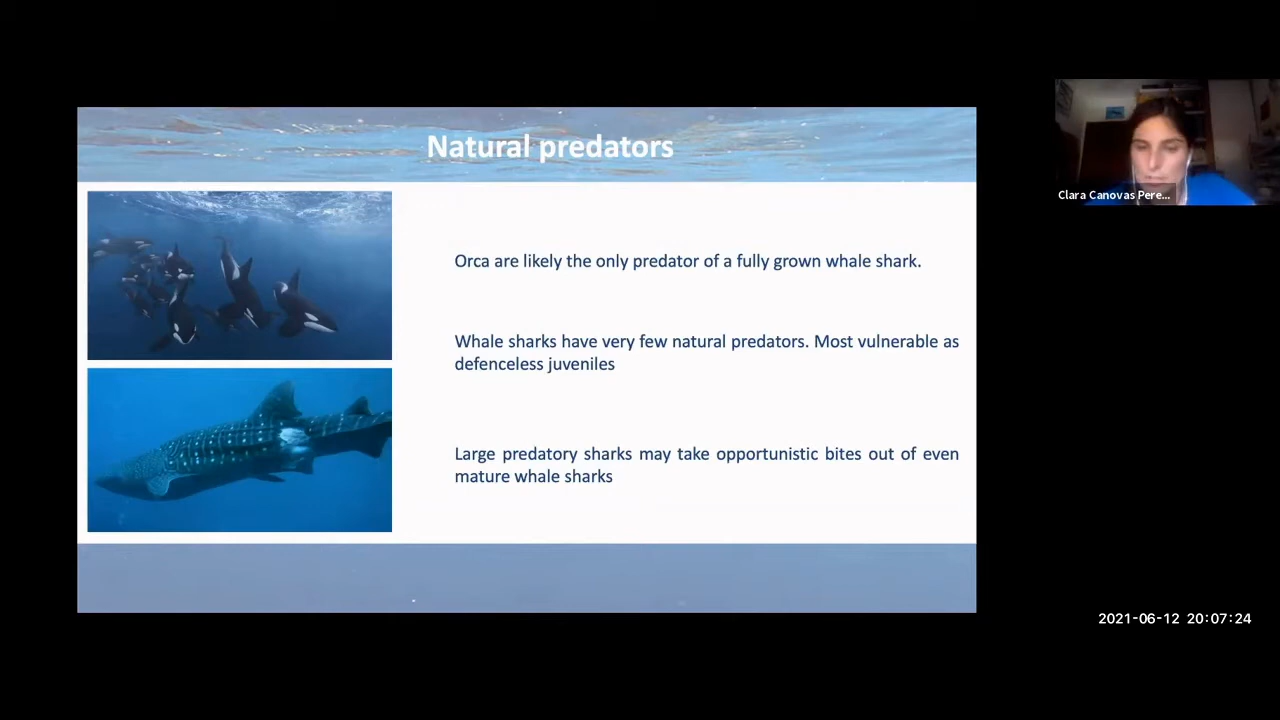 Natural predators
Clara Canovas Pere...
Orca are likely the only predator of a fully grown whale shark.
Whale sharks have very few natural predators. Most vulnerable as
defenceless juveniles
Large predatory sharks may take opportunistic bites out of even
mature whale sharks
2021-06-12 20:07:24